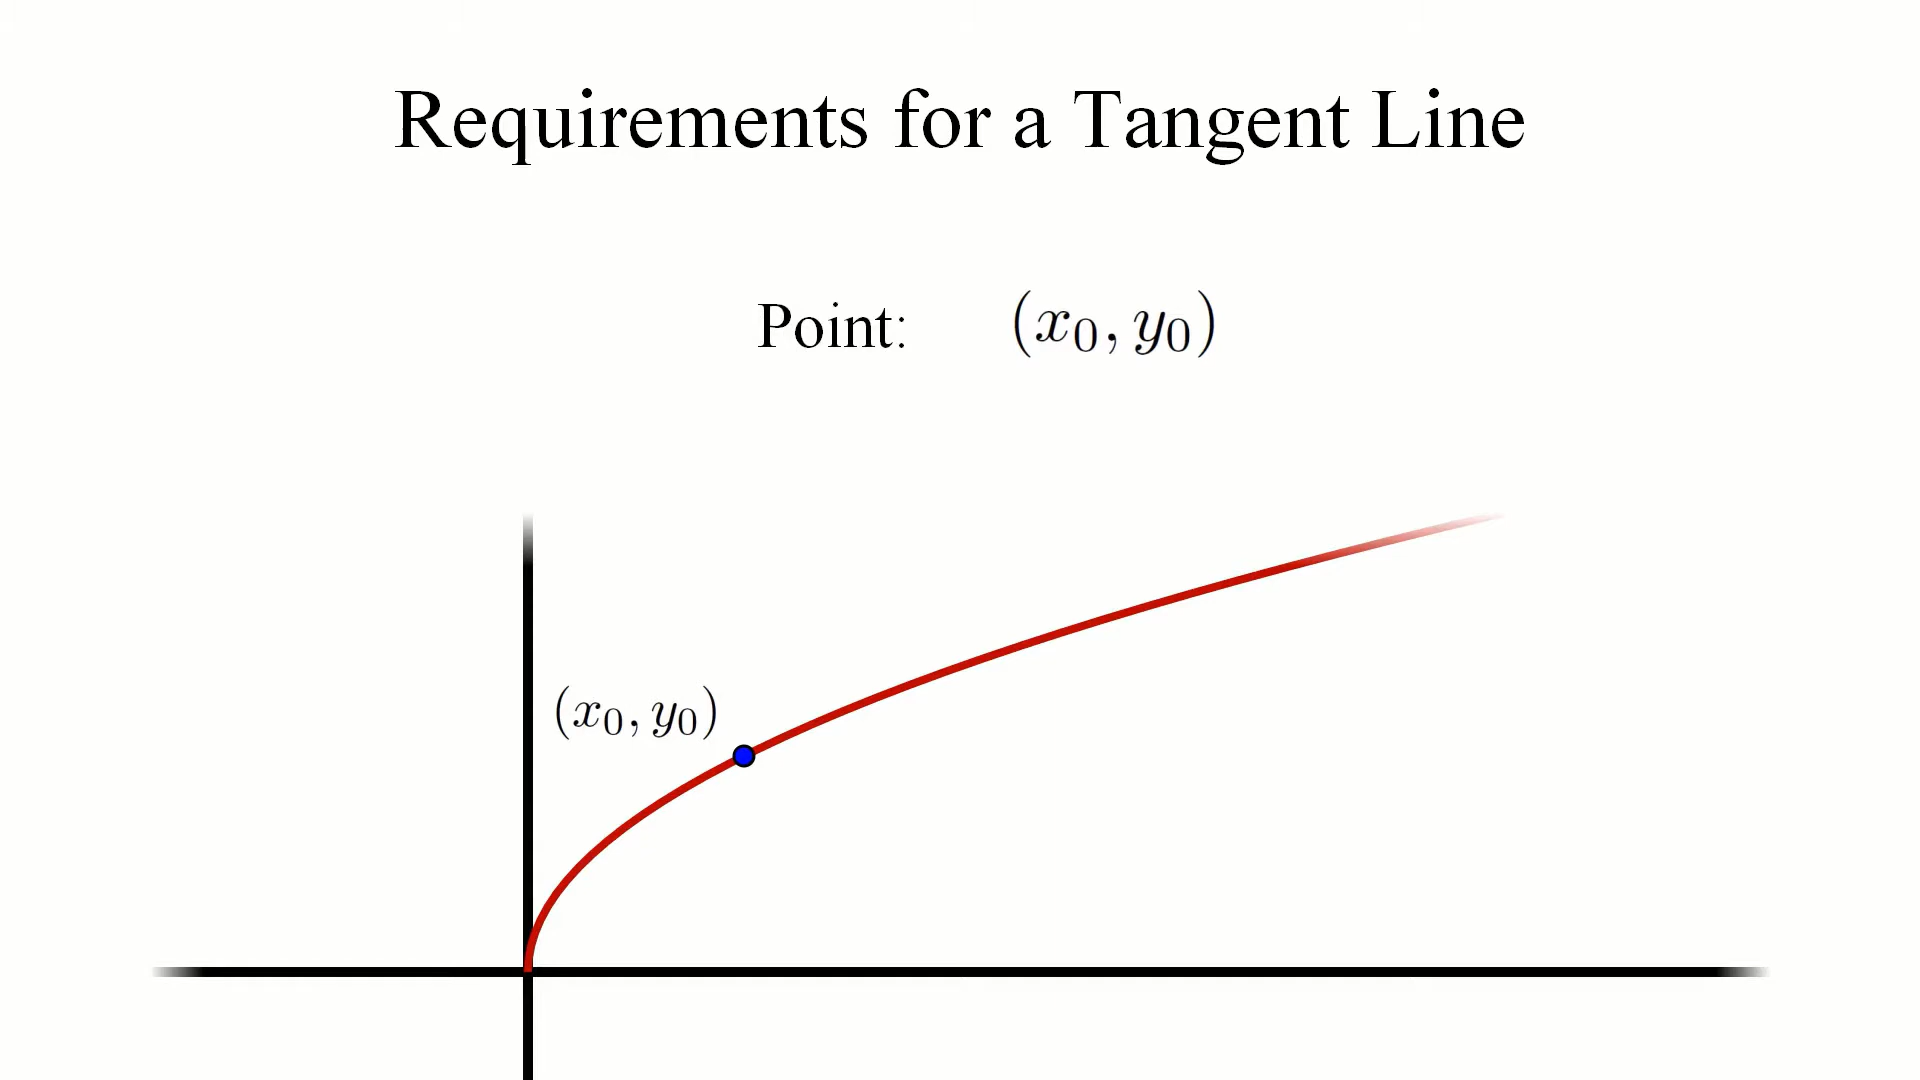 Requirements for a Tangent Line
Point: (x₀, y₀)
(x₀, y₀)